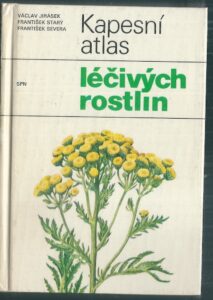 VÁCLAV JIRÁSEK
FRANTIŠEK STARÝ
FRANTIŠEK SEVERA
Kapesní
atlas
léčivých
rostlin
SPN